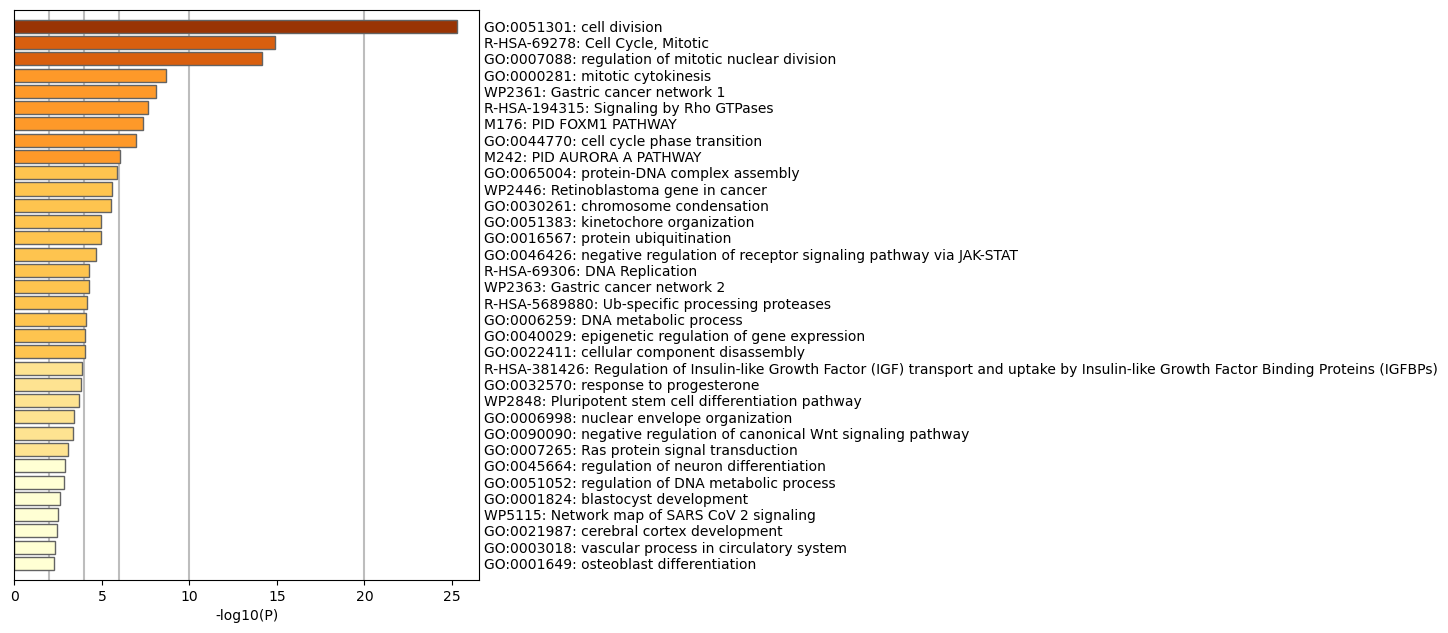 GO:0051301: cell division
R-HSA-69278: Cell Cycle, Mitotic
GO:0007088: regulation of mitotic nuclear division
GO:0000281: mitotic cytokinesis
WP2361: Gastric cancer network 1
R-HSA-194315: Signaling by Rho GTPases
M176: PID FOXM1 PATHWAY
GO:0044770: cell cycle phase transition
M242: PID AURORA A PATHWAY
GO:0065004: protein-DNA complex assembly
WP2446: Retinoblastoma gene in cancer
GO:0030261: chromosome condensation
GO:0051383: kinetochore organization
GO:0016567: protein ubiquitination
GO:0046426: negative regulation of receptor signaling pathway via JAK-STAT
R-HSA-69306: DNA Replication
WP2363: Gastric cancer network 2
R-HSA-5689880: Ub-specific processing proteases
GO:0006259: DNA metabolic process
GO:0040029: epigenetic regulation of gene expression
GO:0022411: cellular component disassembly
R-HSA-381426: Regulation of Insulin-like Growth Factor (IGF) transport and uptake by Insulin-like Growth Factor Binding Proteins (IGFBPs)
GO:0032570: response to progesterone
WP2848: Pluripotent stem cell differentiation pathway
GO:0006998: nuclear envelope organization
GO:0090090: negative regulation of canonical Wnt signaling pathway
GO:0007265: Ras protein signal transduction
GO:0045664: regulation of neuron differentiation
GO:0051052: regulation of DNA metabolic process
GO:0001824: blastocyst development
WP5115: Network map of SARS CoV 2 signaling
GO:0021987: cerebral cortex development
GO:0003018: vascular process in circulatory system
GO:0001649: osteoblast differentiation
0 5 10 15 20 25
-log10(P)